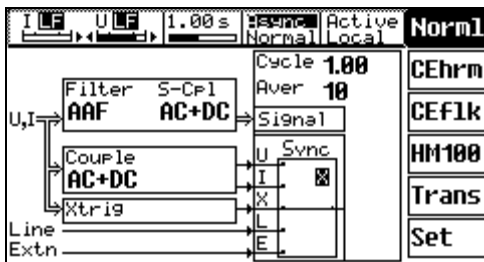 I LF U LF 1.00 s Async Active Norml
Normal Local
Cycle 1.00 CEhrm
Filter S-Cpl Aver 10
AAF AC+DC CEflk
U,I Signal
Couple U Sync HM100
AC+DC I
Xtrig X Trans
Line L
Extn E Set